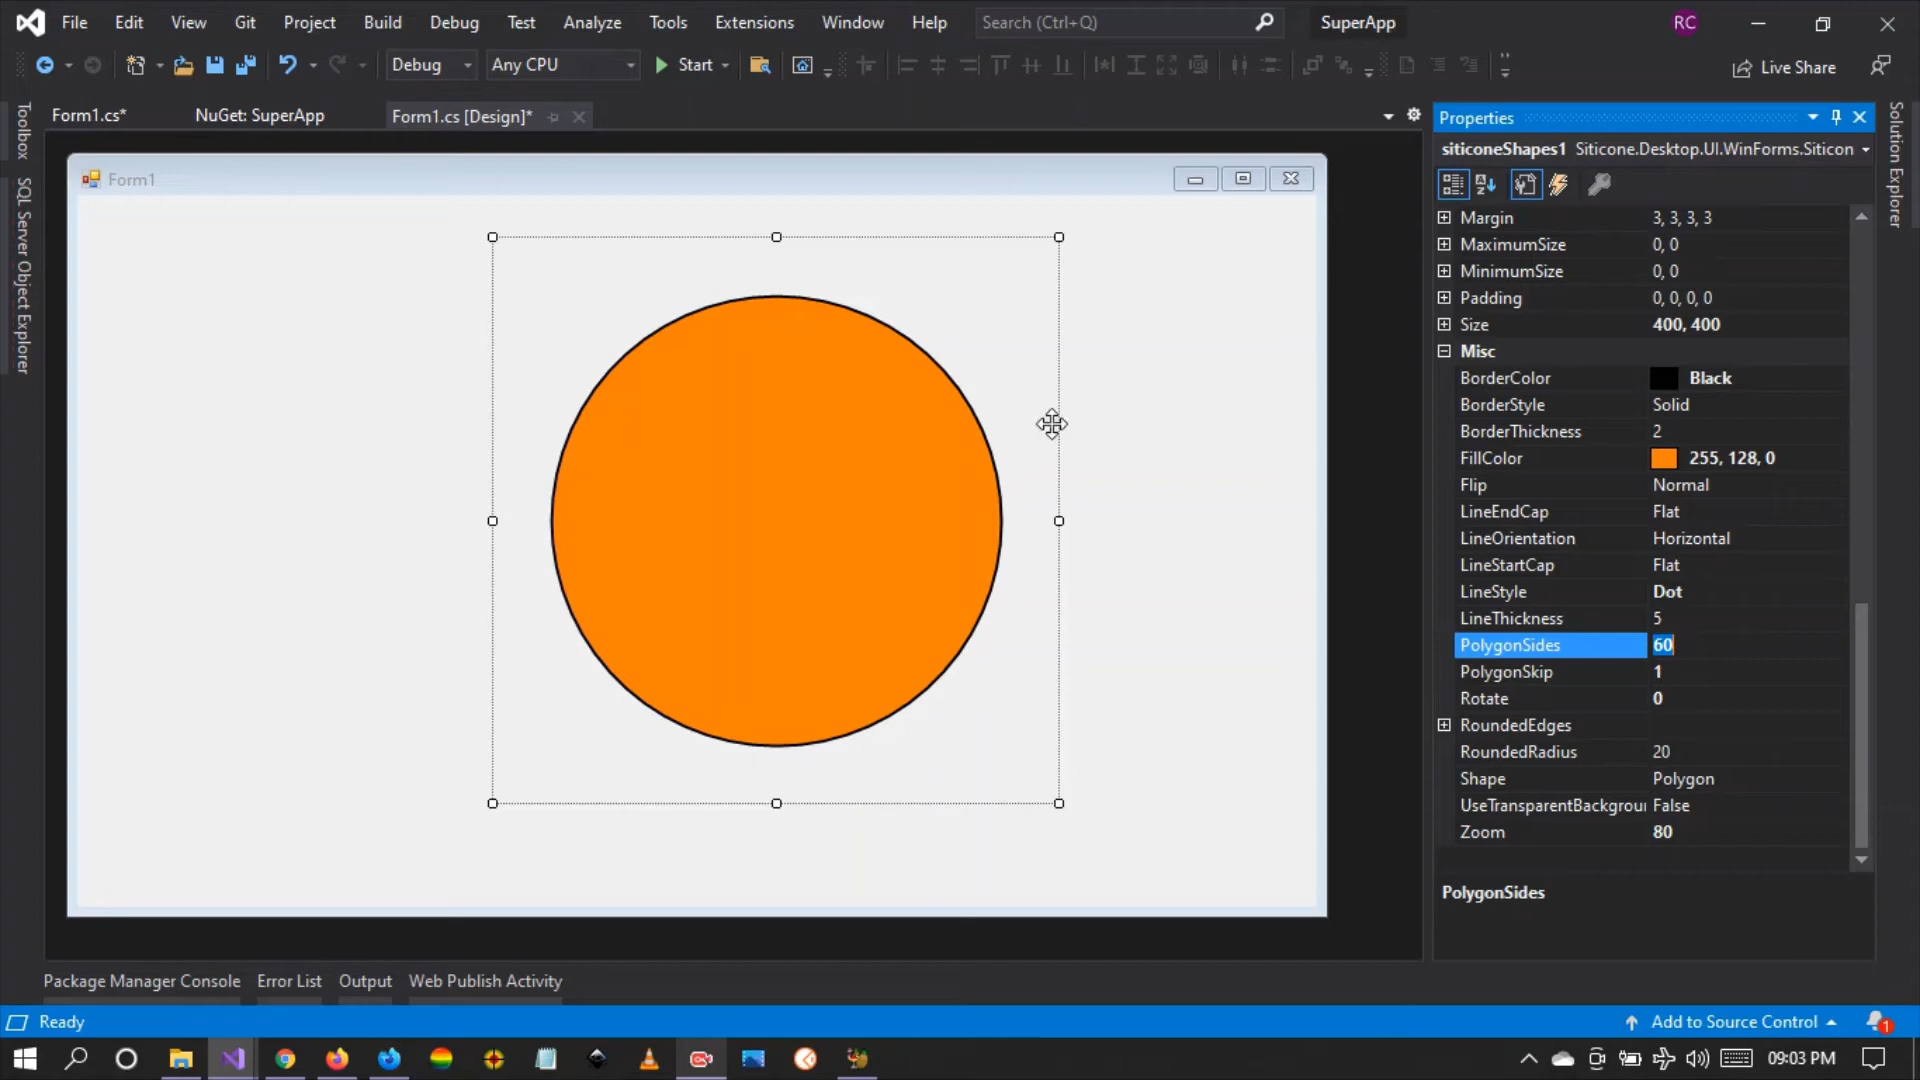 File Edit View Git Project Build Debug Test Analyze Tools Extensions Window Help Search (Ctrl+Q) SuperApp RC
Debug Any CPU Start Live Share
Form1.cs* NuGet: SuperApp Form1.cs [Design]*
Toolbox
SQL Server Object Explorer
Form1
Properties
siticoneShapes1 Siticone.Desktop.UI.WinForms.Siticon
Margin 3, 3, 3, 3
MaximumSize 0, 0
MinimumSize 0, 0
Padding 0, 0, 0, 0
Size 400, 400
Misc
BorderColor Black
BorderStyle Solid
BorderThickness 2
FillColor 255, 128, 0
Flip Normal
LineEndCap Flat
LineOrientation Horizontal
LineStartCap Flat
LineStyle Dot
LineThickness 5
PolygonSides 60
PolygonSkip 1
Rotate 0
RoundedEdges
RoundedRadius 20
Shape Polygon
UseTransparentBackgrour False
Zoom 80
PolygonSides
Solution Explorer
Package Manager Console Error List Output Web Publish Activity
Ready Add to Source Control 1
09:03 PM